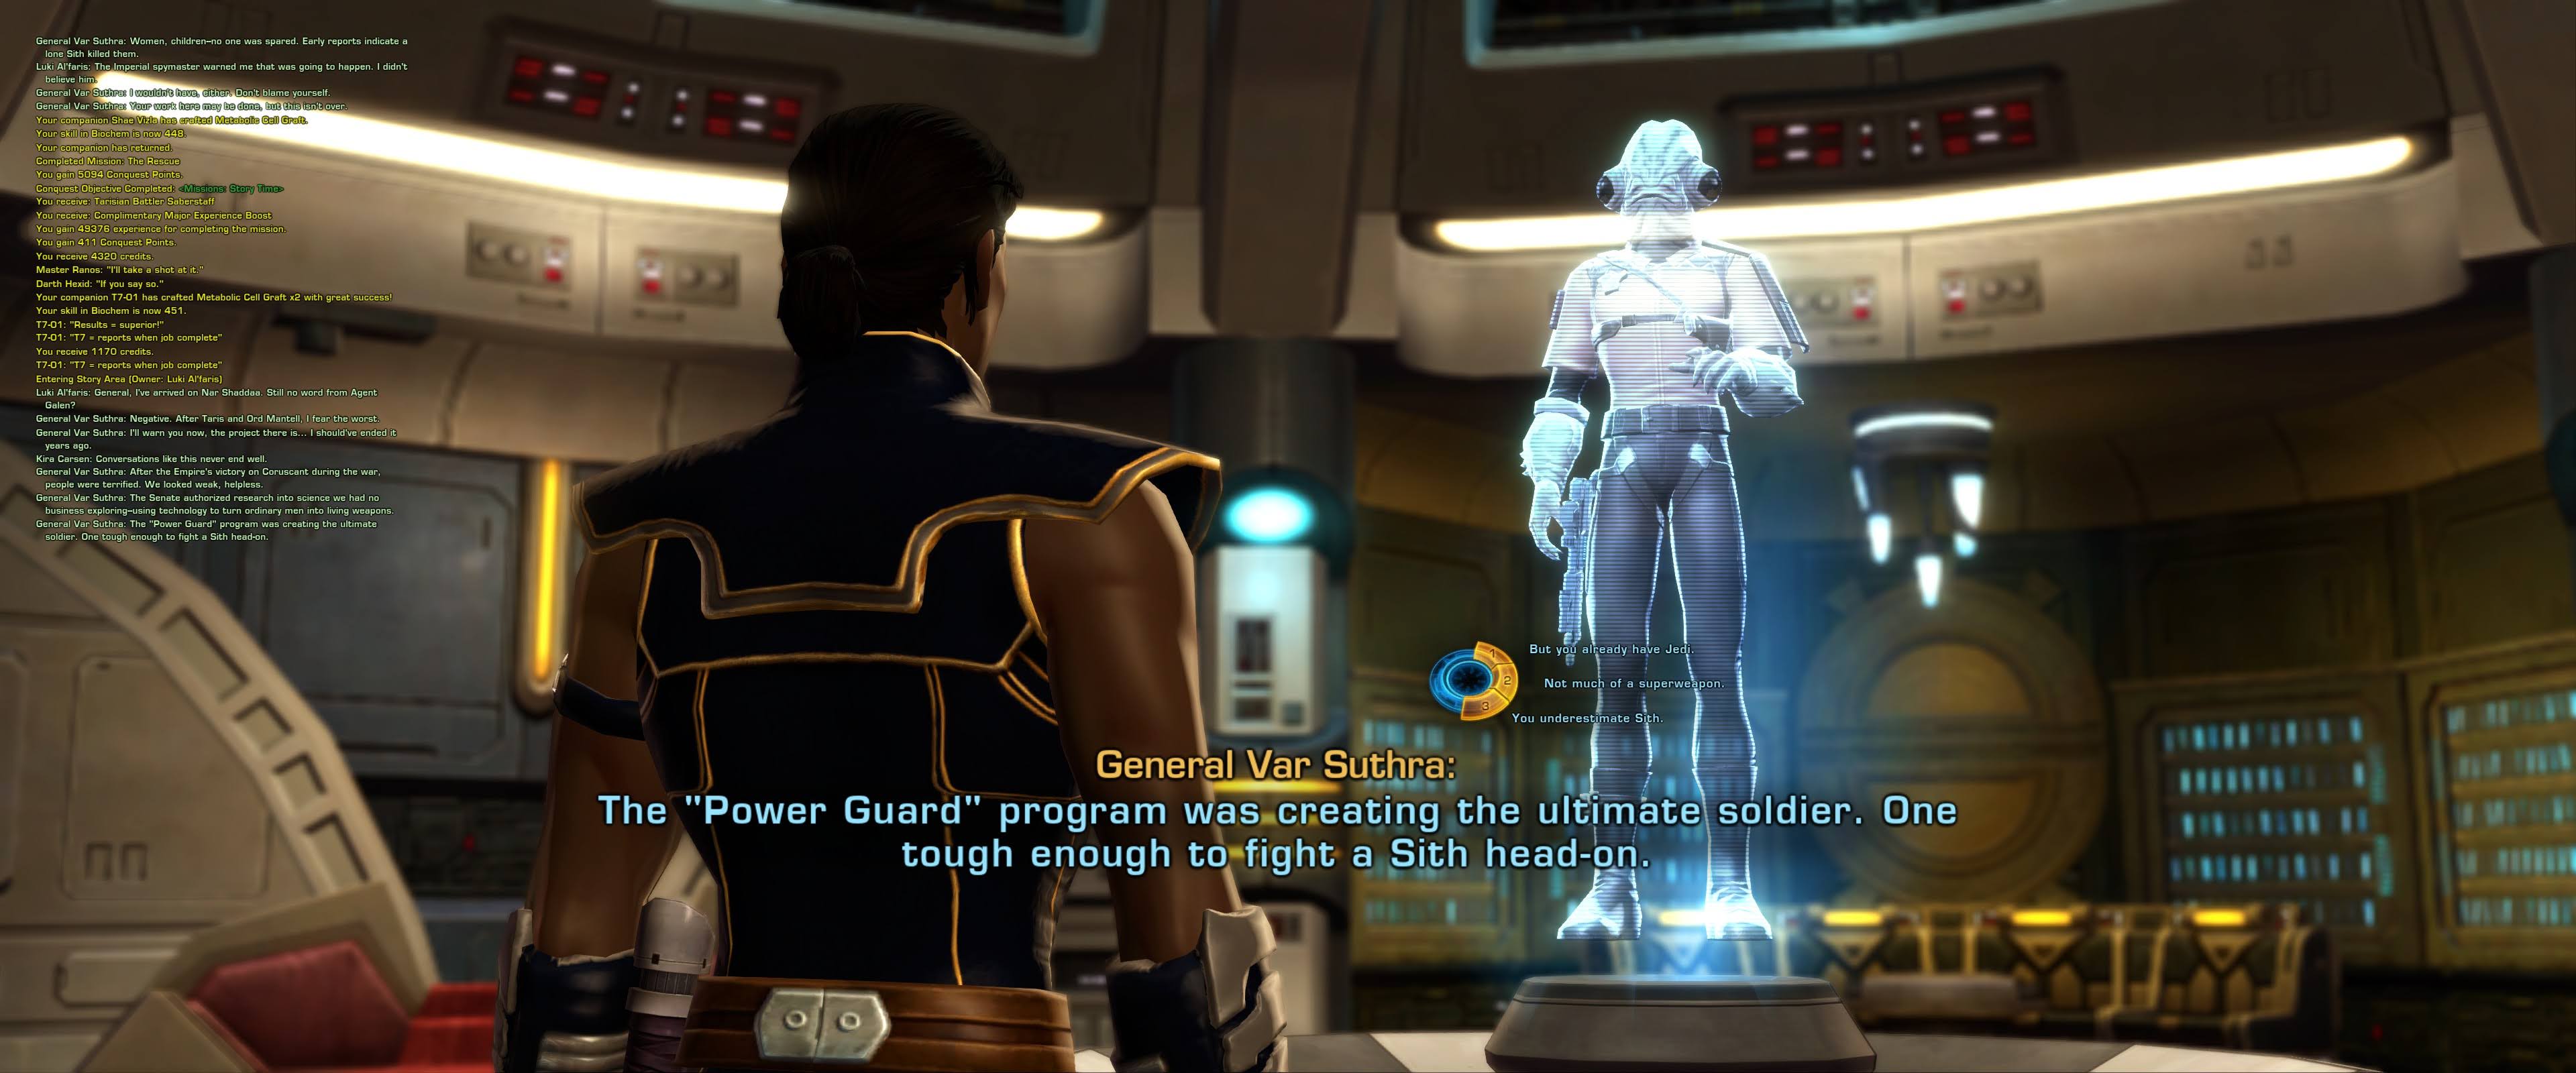 General Var Suthra: Women, children–no one was spared. Early reports indicate a
lone Sith killed them.
Luki Al'faris: The Imperial spymaster warned me that was going to happen. I didn't
believe him.
General Var Suthra: I wouldn't have, either. Don't blame yourself.
General Var Suthra: Your work here may be done, but this isn't over.
Your companion Shae Vizla has crafted Metabolic Cell Graft.
Your skill in Biochem is now 448.
Your companion has returned.
Completed Mission: The Rescue
You gain 5094 Conquest Points.
Conquest Objective Completed: <Missions: Story Time>
You receive: Tarisian Battler Saberstaff
You receive: Complimentary Major Experience Boost
You gain 49376 experience for completing the mission.
You gain 411 Conquest Points.
You receive 4320 credits.
Master Ranos: "I'll take a shot at it."
Darth Hexid: "If you say so."
Your companion T7-01 has crafted Metabolic Cell Graft x2 with great success!
Your skill in Biochem is now 451.
T7-01: "Results = superior!"
T7-01: "T7 = reports when job complete"
You receive 1170 credits.
T7-01: "T7 = reports when job complete"
Entering Story Area (Owner: Luki Al'faris)
Luki Al'faris: General, I've arrived on Nar Shaddaa. Still no word from Agent
Galen?
General Var Suthra: Negative. After Taris and Ord Mantell, I fear the worst.
General Var Suthra: I'll warn you now, the project there is... I should've ended it
years ago.
Kira Carsen: Conversations like this never end well.
General Var Suthra: After the Empire's victory on Coruscant during the war,
people were terrified. We looked weak, helpless.
General Var Suthra: The Senate authorized research into science we had no
business exploring–using technology to turn ordinary men into living weapons.
General Var Suthra: The "Power Guard" program was creating the ultimate
soldier. One tough enough to fight a Sith head-on.
1 But you already have Jedi.
2 Not much of a superweapon.
3 You underestimate Sith.
General Var Suthra:
The "Power Guard" program was creating the ultimate soldier. One
tough enough to fight a Sith head-on.